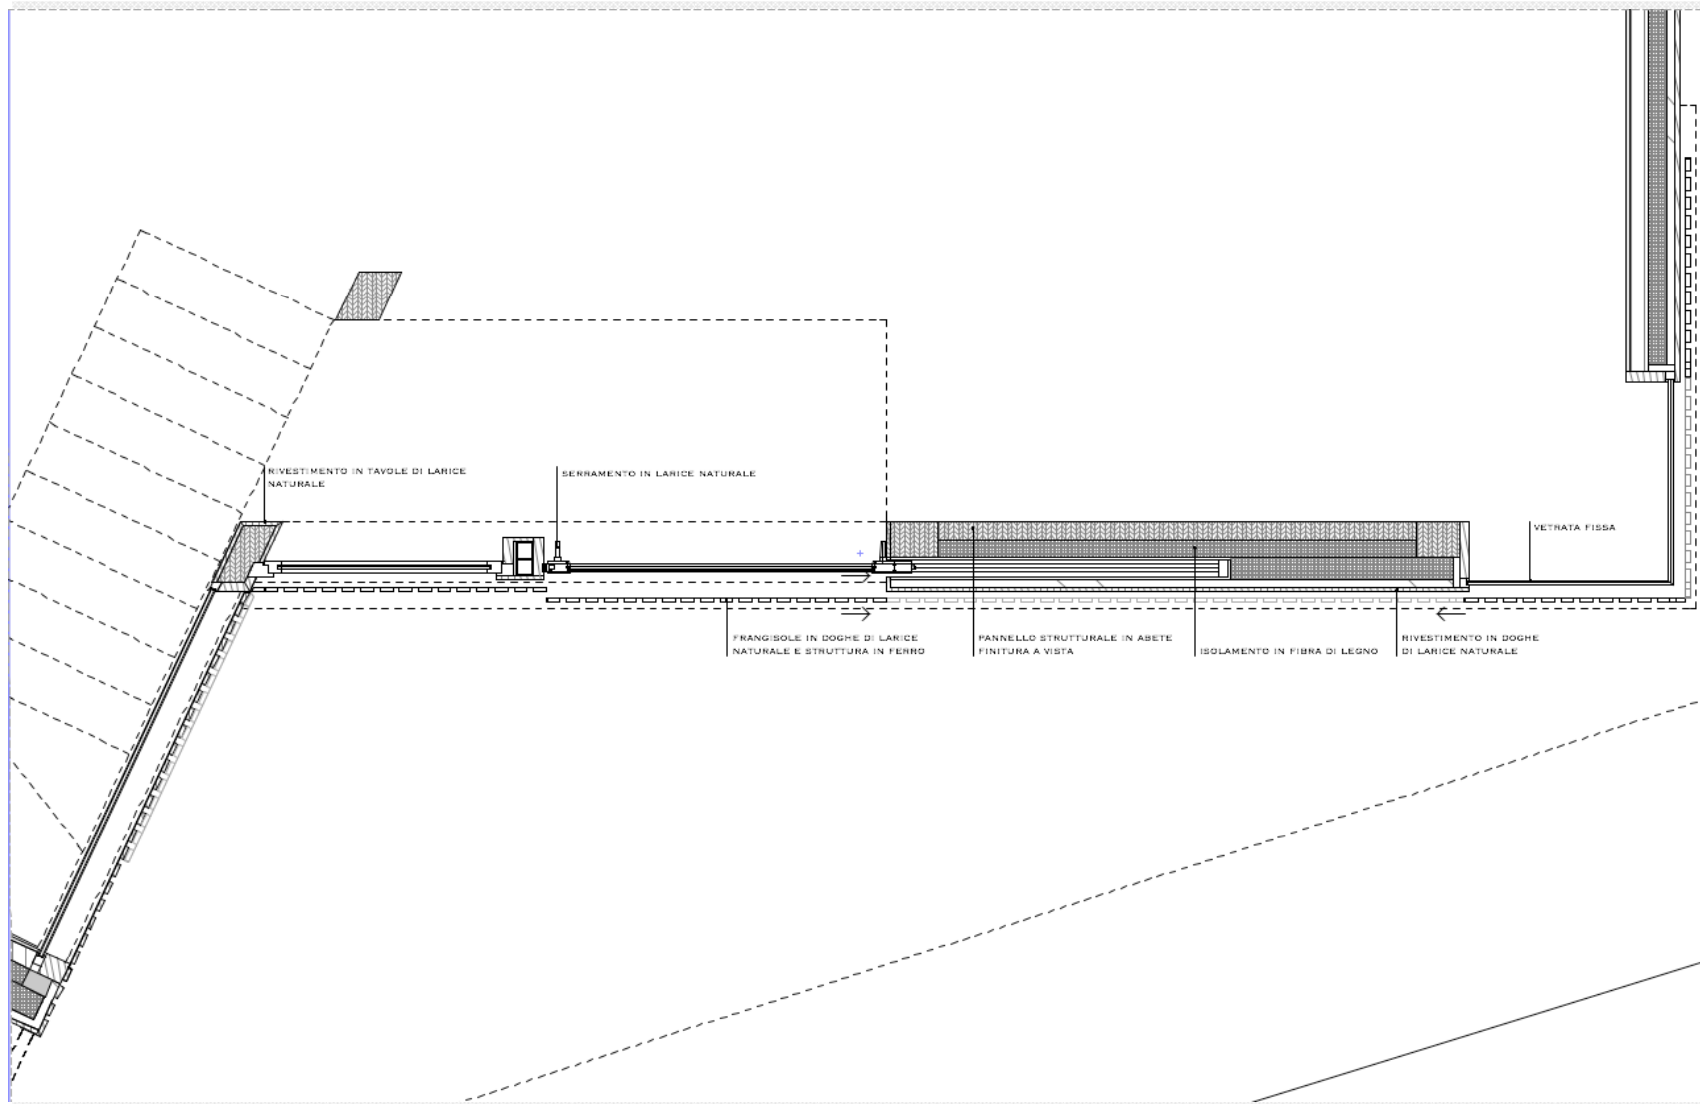 RIVESTIMENTO IN TAVOLE DI LARICE
NATURALE
SERRAMENTO IN LARICE NATURALE
VETRATA FISSA
FRANGISOLE IN DOGHE DI LARICE
NATURALE E STRUTTURA IN FERRO
PANNELLO STRUTTURALE IN ABETE
FINITURA A VISTA
ISOLAMENTO IN FIBRA DI LEGNO
RIVESTIMENTO IN DOGHE
DI LARICE NATURALE